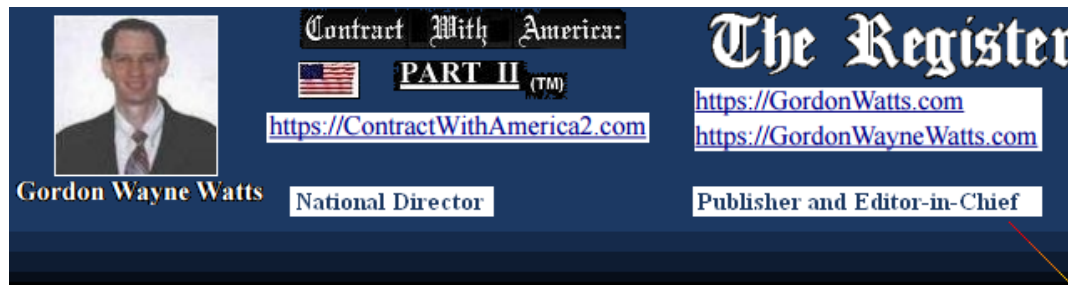 Contract With America:
PART II (TM)
https://ContractWithAmerica2.com
National Director
Gordon Wayne Watts
The Register
https://GordonWatts.com
https://GordonWayneWatts.com
Publisher and Editor-in-Chief